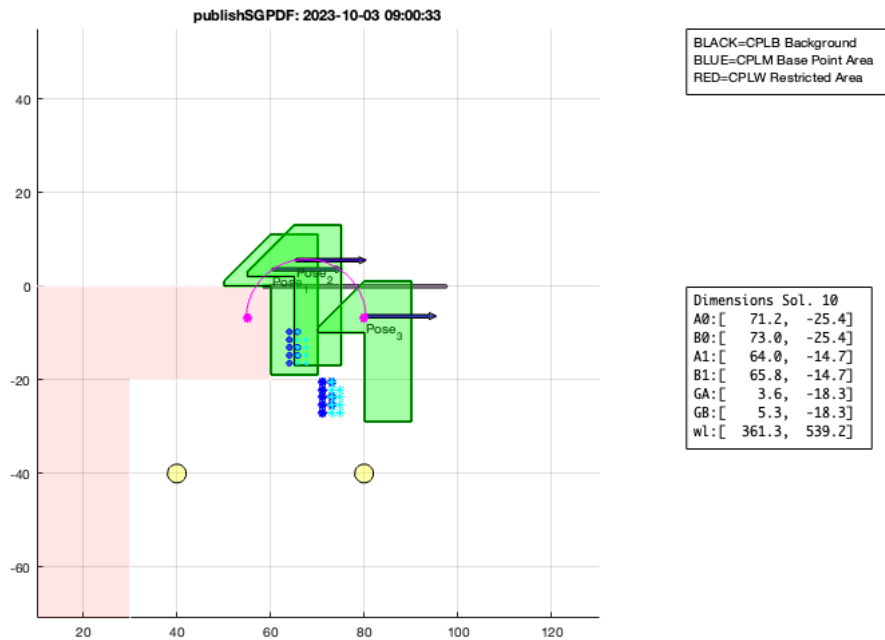 publishSGPDF: 2023-10-03 09:00:33
BLACK=CPLB Background
BLUE=CPLM Base Point Area
RED=CPLW Restricted Area
40
20
0
-20
-40
-60
20
40
60
80
100
120
Pose_1
Pose_2
Pose_3
Dimensions Sol. 10
A0:[   71.2,  -25.4]
B0:[   73.0,  -25.4]
A1:[   64.0,  -14.7]
B1:[   65.8,  -14.7]
GA:[    3.6,  -18.3]
GB:[    5.3,  -18.3]
wl:[  361.3,  539.2]